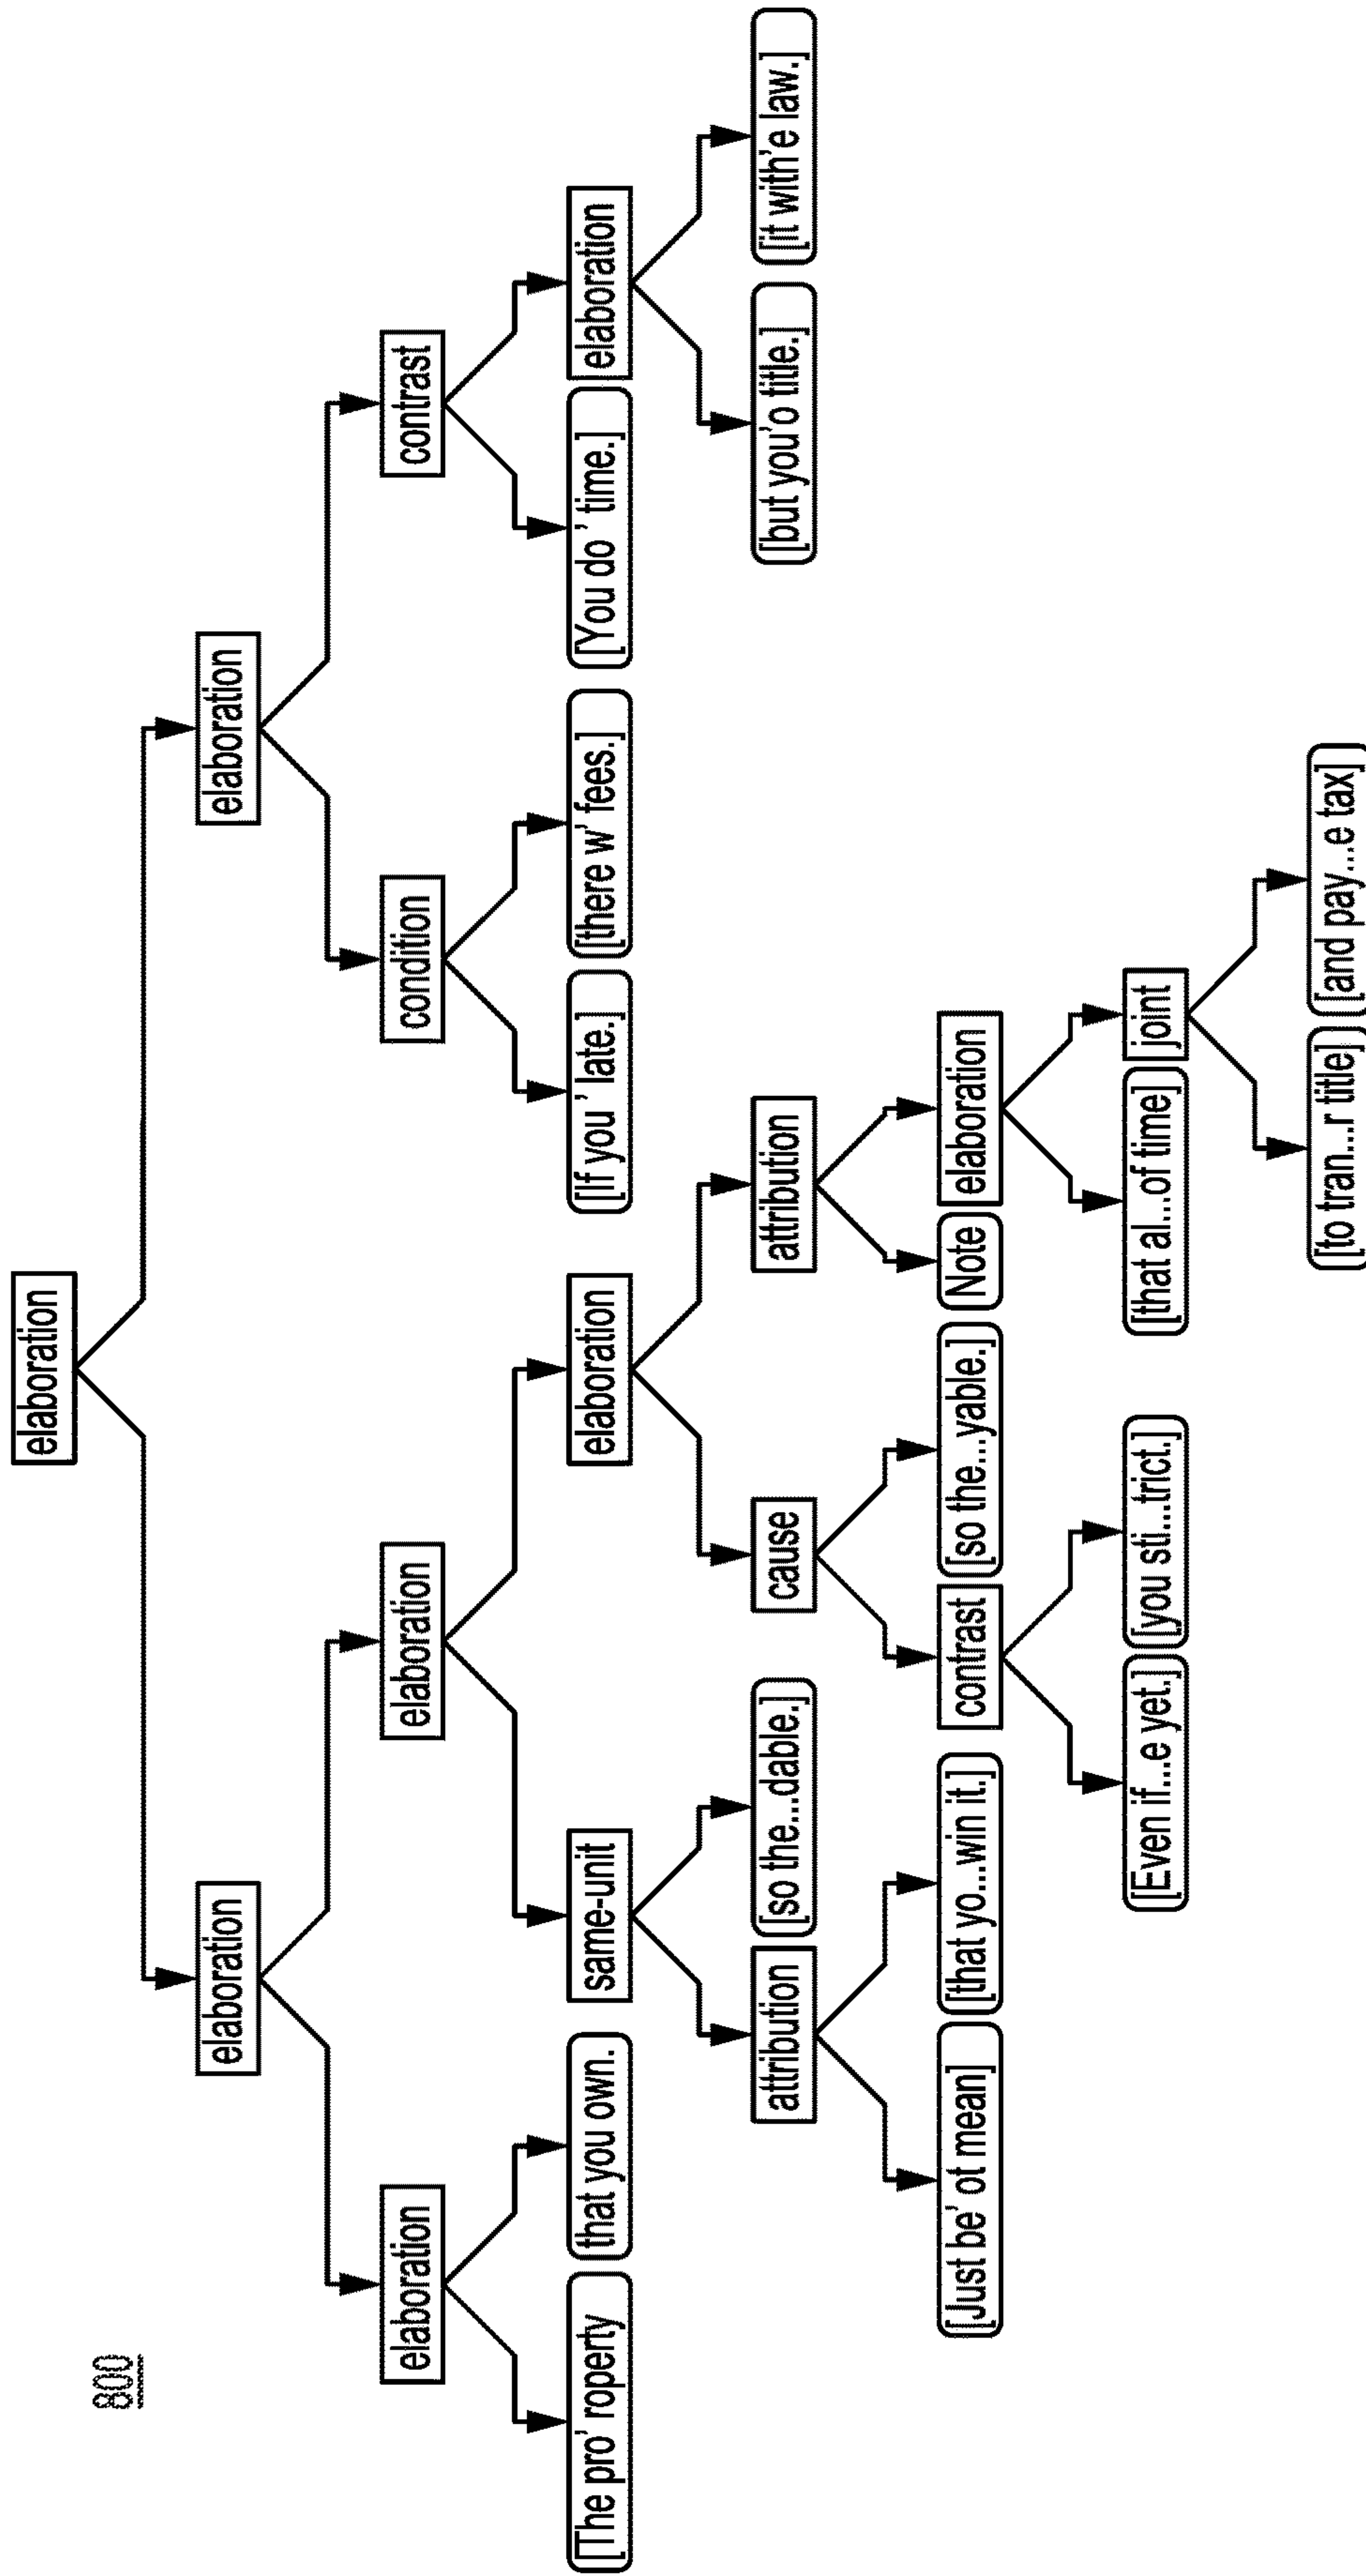 800
elaboration
elaboration
elaboration
elaboration
elaboration
condition
contrast
[The pro' roperty
that you own.
same-unit
elaboration
[If you ' late.]
[there w' fees.]
[You do ' time.]
elaboration
attribution
[so the...dable.]
cause
attribution
[but you'o title.]
[it with'e law.]
[Just be' ot mean]
[that yo...win it.]
contrast
[so the...yable.]
Note
elaboration
[Even if...e yet.]
[you sti...trict.]
[that al...of time]
joint
[to tran...r title]
[and pay...e tax]